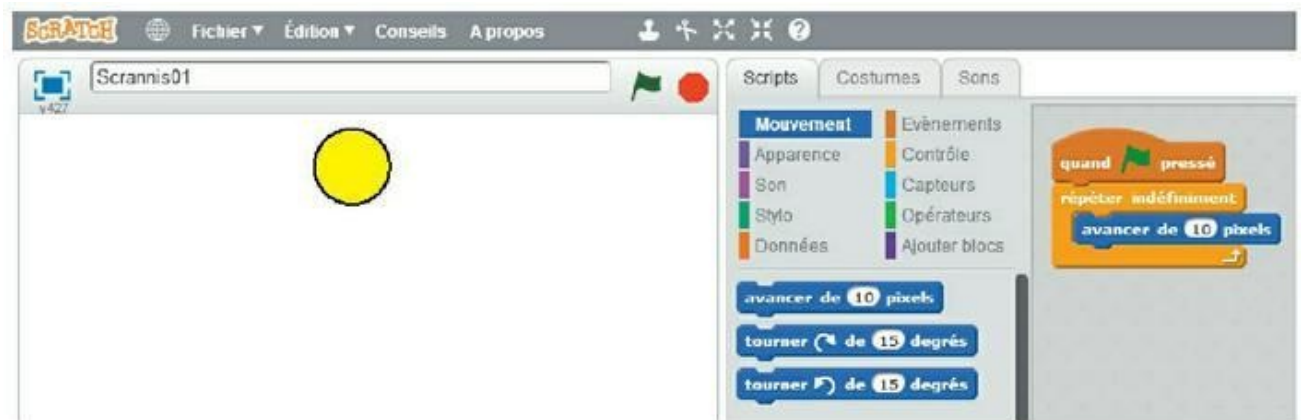 SCRATCH Fichier Édition Conseils A propos
Scrannis01
v427
Scripts Costumes Sons
Mouvement Evènements
Apparence Contrôle
Son Capteurs
Stylo Opérateurs
Données Ajouter blocs
avancer de 10 pixels
tourner de 15 degrés
tourner de 15 degrés
quand pressé
répéter indéfiniment
avancer de 10 pixels